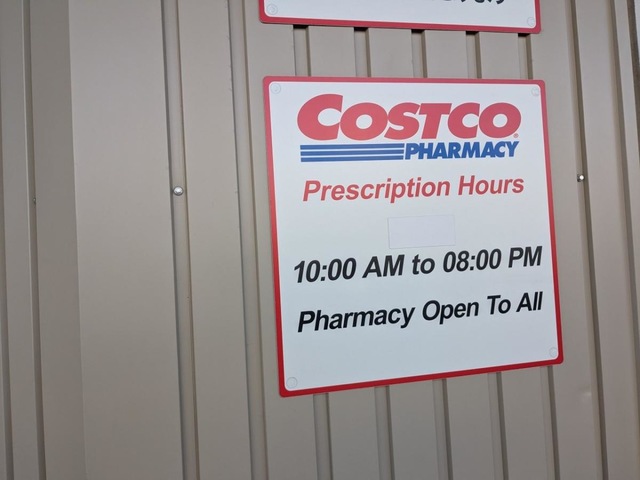 COSTCO
PHARMACY
Prescription Hours
10:00 AM to 08:00 PM
Pharmacy Open To All